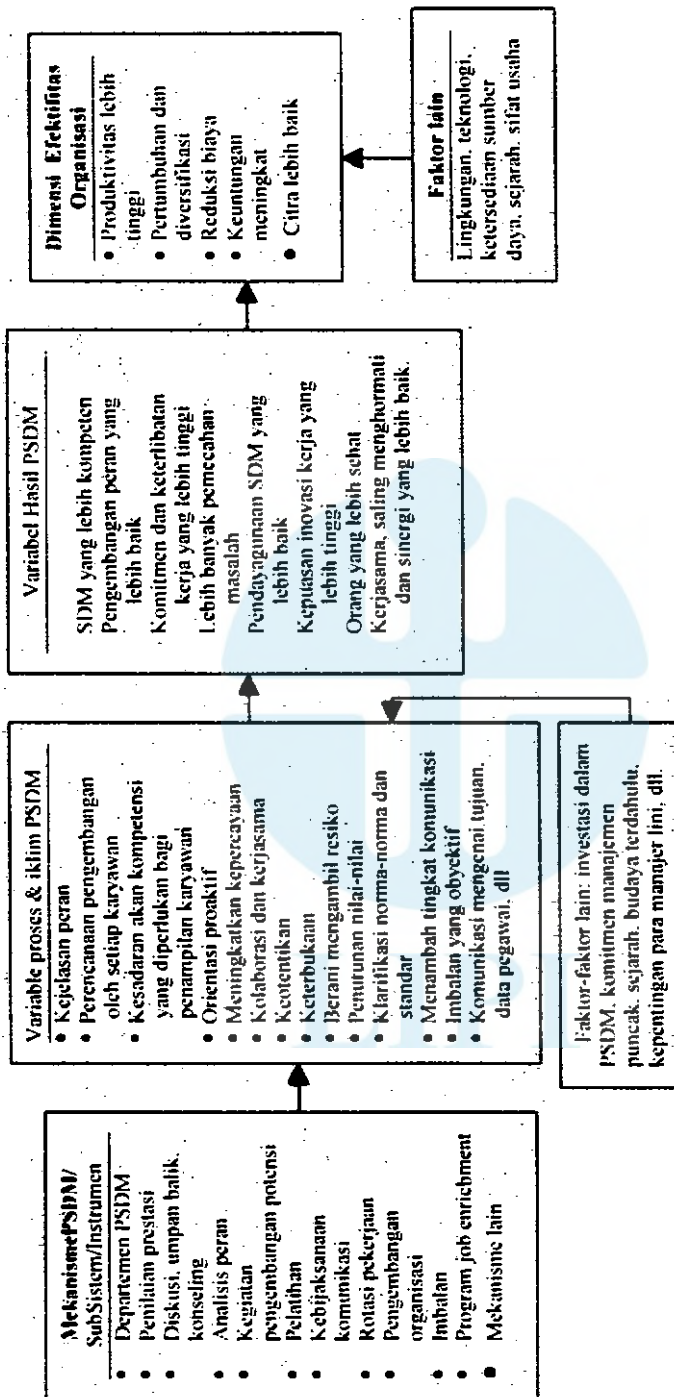 MekanismePSDM/
SubSistem/Instrumen
• Departemen PSDM
• Penilaian prestasi
• Diskusi, umpan balik,
konseling
• Analisis peran
• Kegiatan
pengembangan potensi
• Pelatihan
• Kebijaksanaan
komunikasi
• Rotasi pekerjaan
• Pengembangan
organisasi
• Imbalan
• Program job enrichment
• Mekanisme lain
Variable proses & iklim PSDM
• Kejelasan peran
• Perencanaan pengembangan
oleh setiap karyawan
• Kesadaran akan kompetensi
yang diperlukan bagi
penampilan karyawan
• Orientasi proaktif
• Meningkatkan kepercayaan
• Kolaborasi dan kerjasama
• Keotentikan
• Keterbukaan
• Berani mengambil resiko
• Penurunan nilai-nilai
• Klarifikasi norma-norma dan
standar
• Menambah tingkat komunikasi
• Imbalan yang obyektif
• Komunikasi mengenai tujuan,
data pegawai, dll
Faktor-faktor lain: investasi dalam
PSDM, komitmen manajemen
puncak, sejarah, budaya terdahulu,
kepentingan para manajer lini, dll.
Variabel Hasil PSDM
SDM yang lebih kompeten
Pengembangan peran yang
lebih baik
Komitmen dan keterlibatan
kerja yang lebih tinggi
Lebih banyak pemecahan
masalah
Pendayagunaan SDM yang
lebih baik
Kepuasan inovasi kerja yang
lebih tinggi
Orang yang lebih sehat
Kerjasama, saling menghormati
dan sinergi yang lebih baik.
Dimensi Efektifitas
Organisasi
• Produktivitas lebih
tinggi
• Pertumbuhan dan
diversifikasi
• Reduksi biaya
• Keuntungan
meningkat
• Citra lebih baik
Faktor lain
Lingkungan, teknologi,
ketersediaan sumber
daya, sejarah, sifat usaha
LIPI